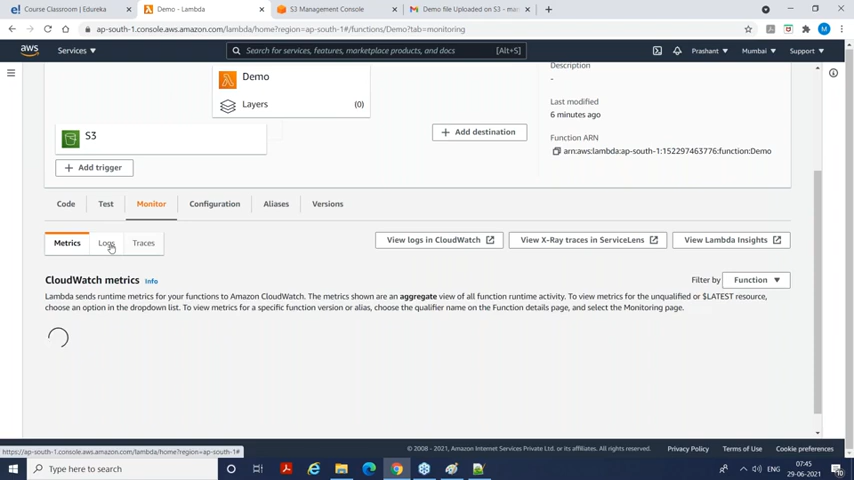 Course Classroom | Edureka
Demo - Lambda
S3 Management Console
Demo file Uploaded on S3 - ma
ap-south-1.console.aws.amazon.com/lambda/home?region=ap-south-1#/functions/Demo?tab=monitoring
M
aws
Services
Search for services, features, marketplace products, and docs
[Alt+S]
Prashant
Mumbai
Support
Demo
Layers
(0)
S3
Add trigger
Add destination
Description
-
Last modified
6 minutes ago
Function ARN
arn:aws:lambda:ap-south-1:152297463776:function:Demo
Code
Test
Monitor
Configuration
Aliases
Versions
Metrics
Logs
Traces
View logs in CloudWatch
View X-Ray traces in ServiceLens
View Lambda Insights
CloudWatch metrics
Info
Filter by
Function
Lambda sends runtime metrics for your functions to Amazon CloudWatch. The metrics shown are an aggregate view of all function runtime activity. To view metrics for the unqualified or $LATEST resource,
choose an option in the dropdown list. To view metrics for a specific function version or alias, choose the qualifier name on the Function details page, and select the Monitoring page.
https://ap-south-1.console.aws.amazon.com/lambda/home?region=ap-south-1#
© 2008 - 2021, Amazon Internet Services Private Ltd. or its affiliates. All rights reserved.
Privacy Policy
Terms of Use
Cookie preferences
Type here to search
ENG
07:45
29-06-2021
10